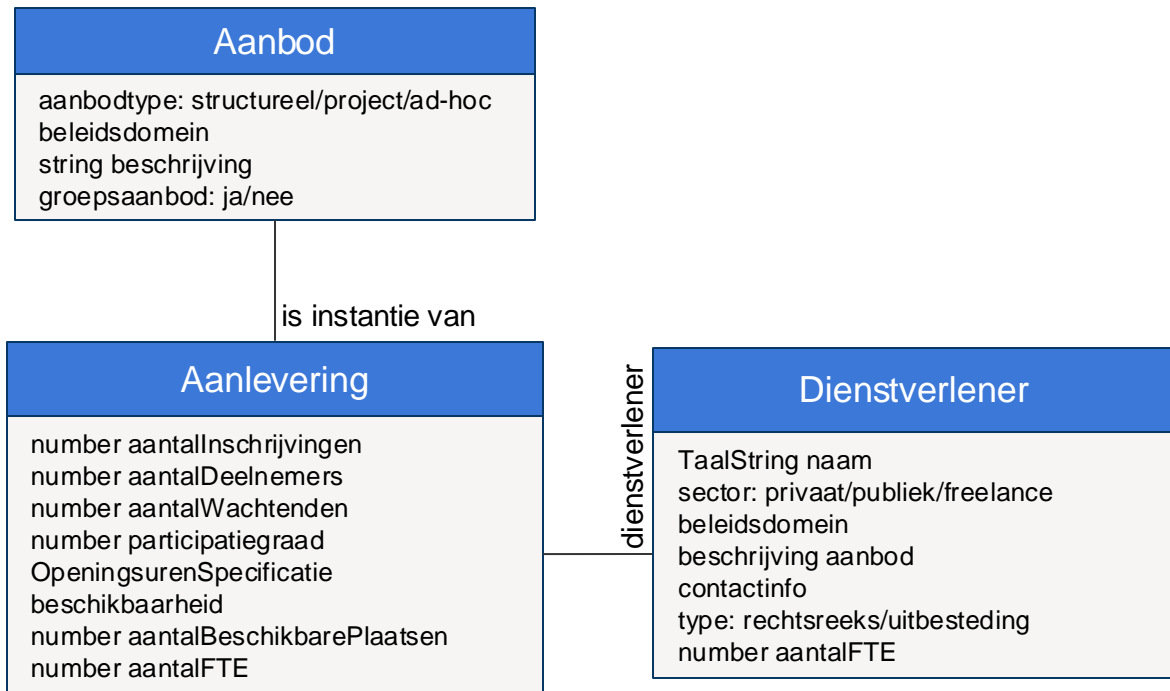 Aanbod
aanbodtype: structureel/project/ad-hoc
beleidsdomein
string beschrijving
groepsaanbod: ja/nee
is instantie van
Aanlevering
number aantalInschrijvingen
number aantalDeelnemers
number aantalWachtenden
number participatiegraad
OpeningsurenSpecificatie
beschikbaarheid
number aantalBeschikbarePlaatsen
number aantalFTE
dienstverlener
Dienstverlener
TaalString naam
sector: privaat/publiek/freelance
beleidsdomein
beschrijving aanbod
contactinfo
type: rechtsreeks/uitbesteding
number aantalFTE